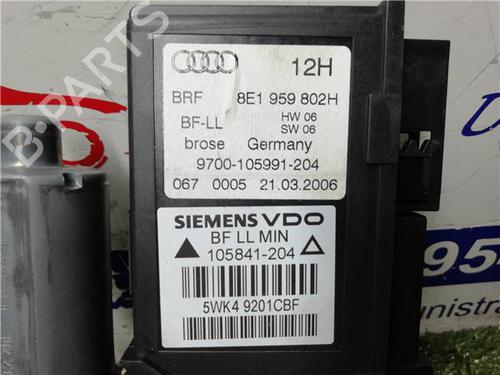 12H
BRF 8E1 959 802H
BF-LL HW 06
SW 06
brose Germany
9700-105991-204
067 0005 21.03.2006
SIEMENS VDO
BF LL MIN
105841-204
5WK4 9201CBF